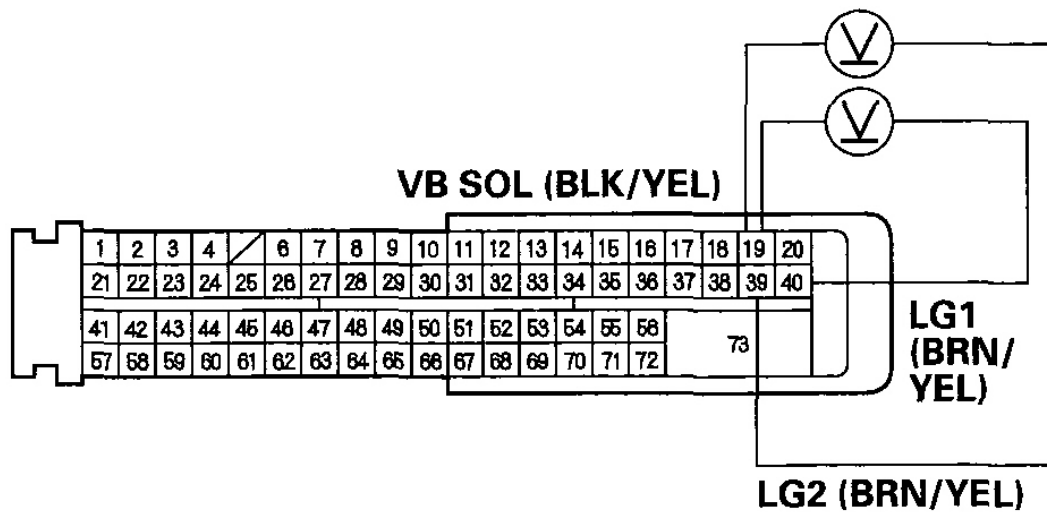 V
V
VB SOL (BLK/YEL)
1 2 3 4 6 7 8 9 10 11 12 13 14 15 16 17 18 19 20
21 22 23 24 25 26 27 28 29 30 31 32 33 34 35 36 37 38 39 40
41 42 43 44 45 46 47 48 49 50 51 52 53 54 55 56
73
57 58 59 60 61 62 63 64 65 66 67 68 69 70 71 72
LG1
(BRN/
YEL)
LG2 (BRN/YEL)